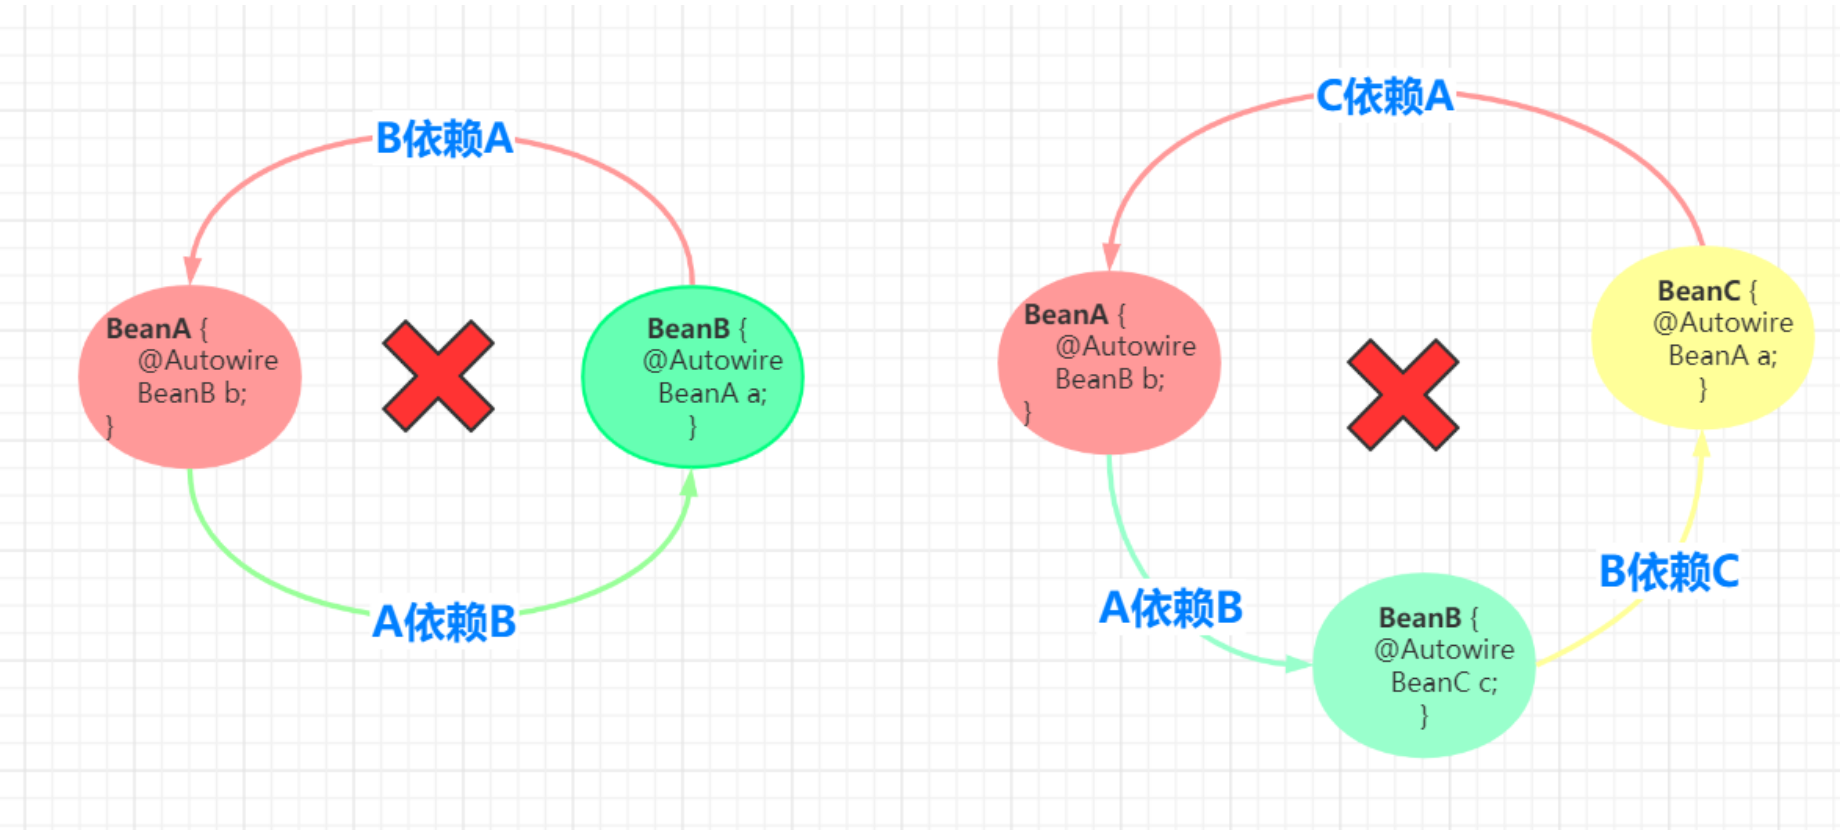 B依赖A
BeanA {
@Autowire
BeanB b;
}
BeanB {
@Autowire
BeanA a;
}
A依赖B
C依赖A
BeanA {
@Autowire
BeanB b;
}
BeanC {
@Autowire
BeanA a;
}
A依赖B
B依赖C
BeanB {
@Autowire
BeanC c;
}